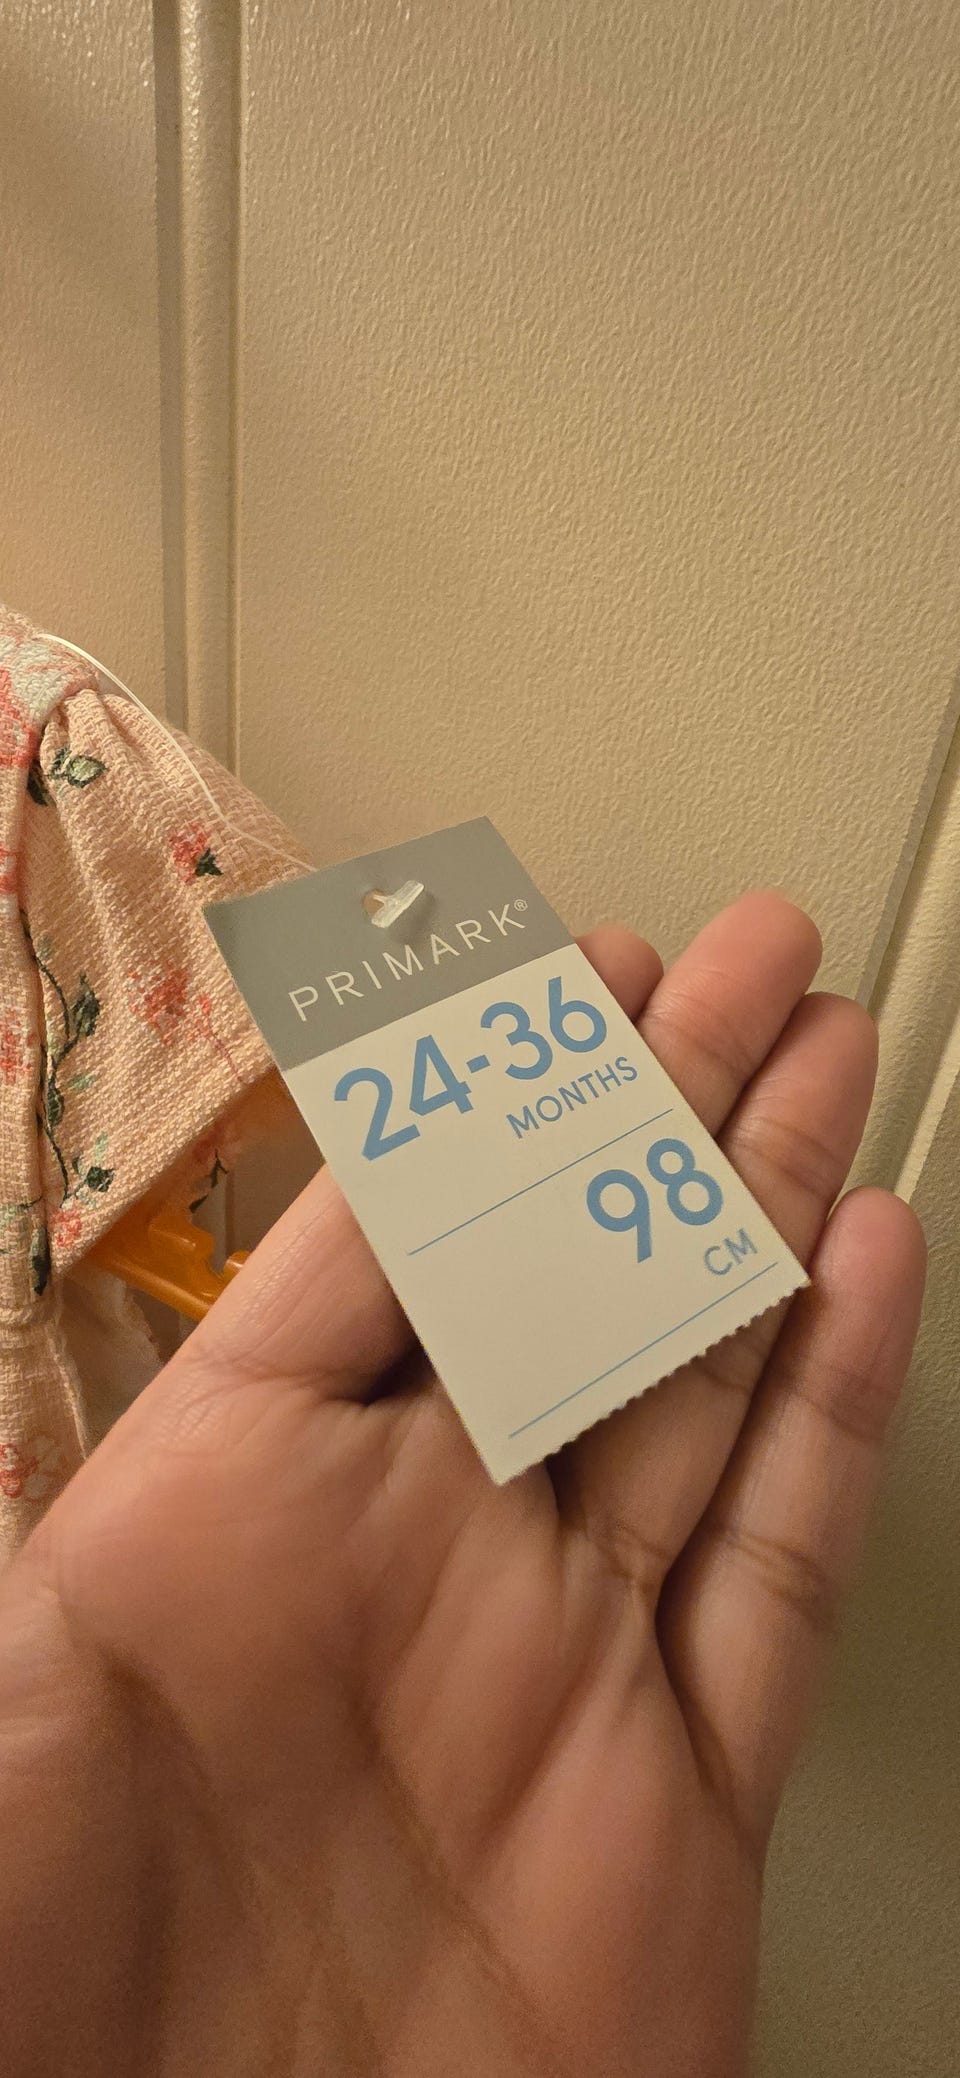 PRIMARK®
24-36
MONTHS
98
CM